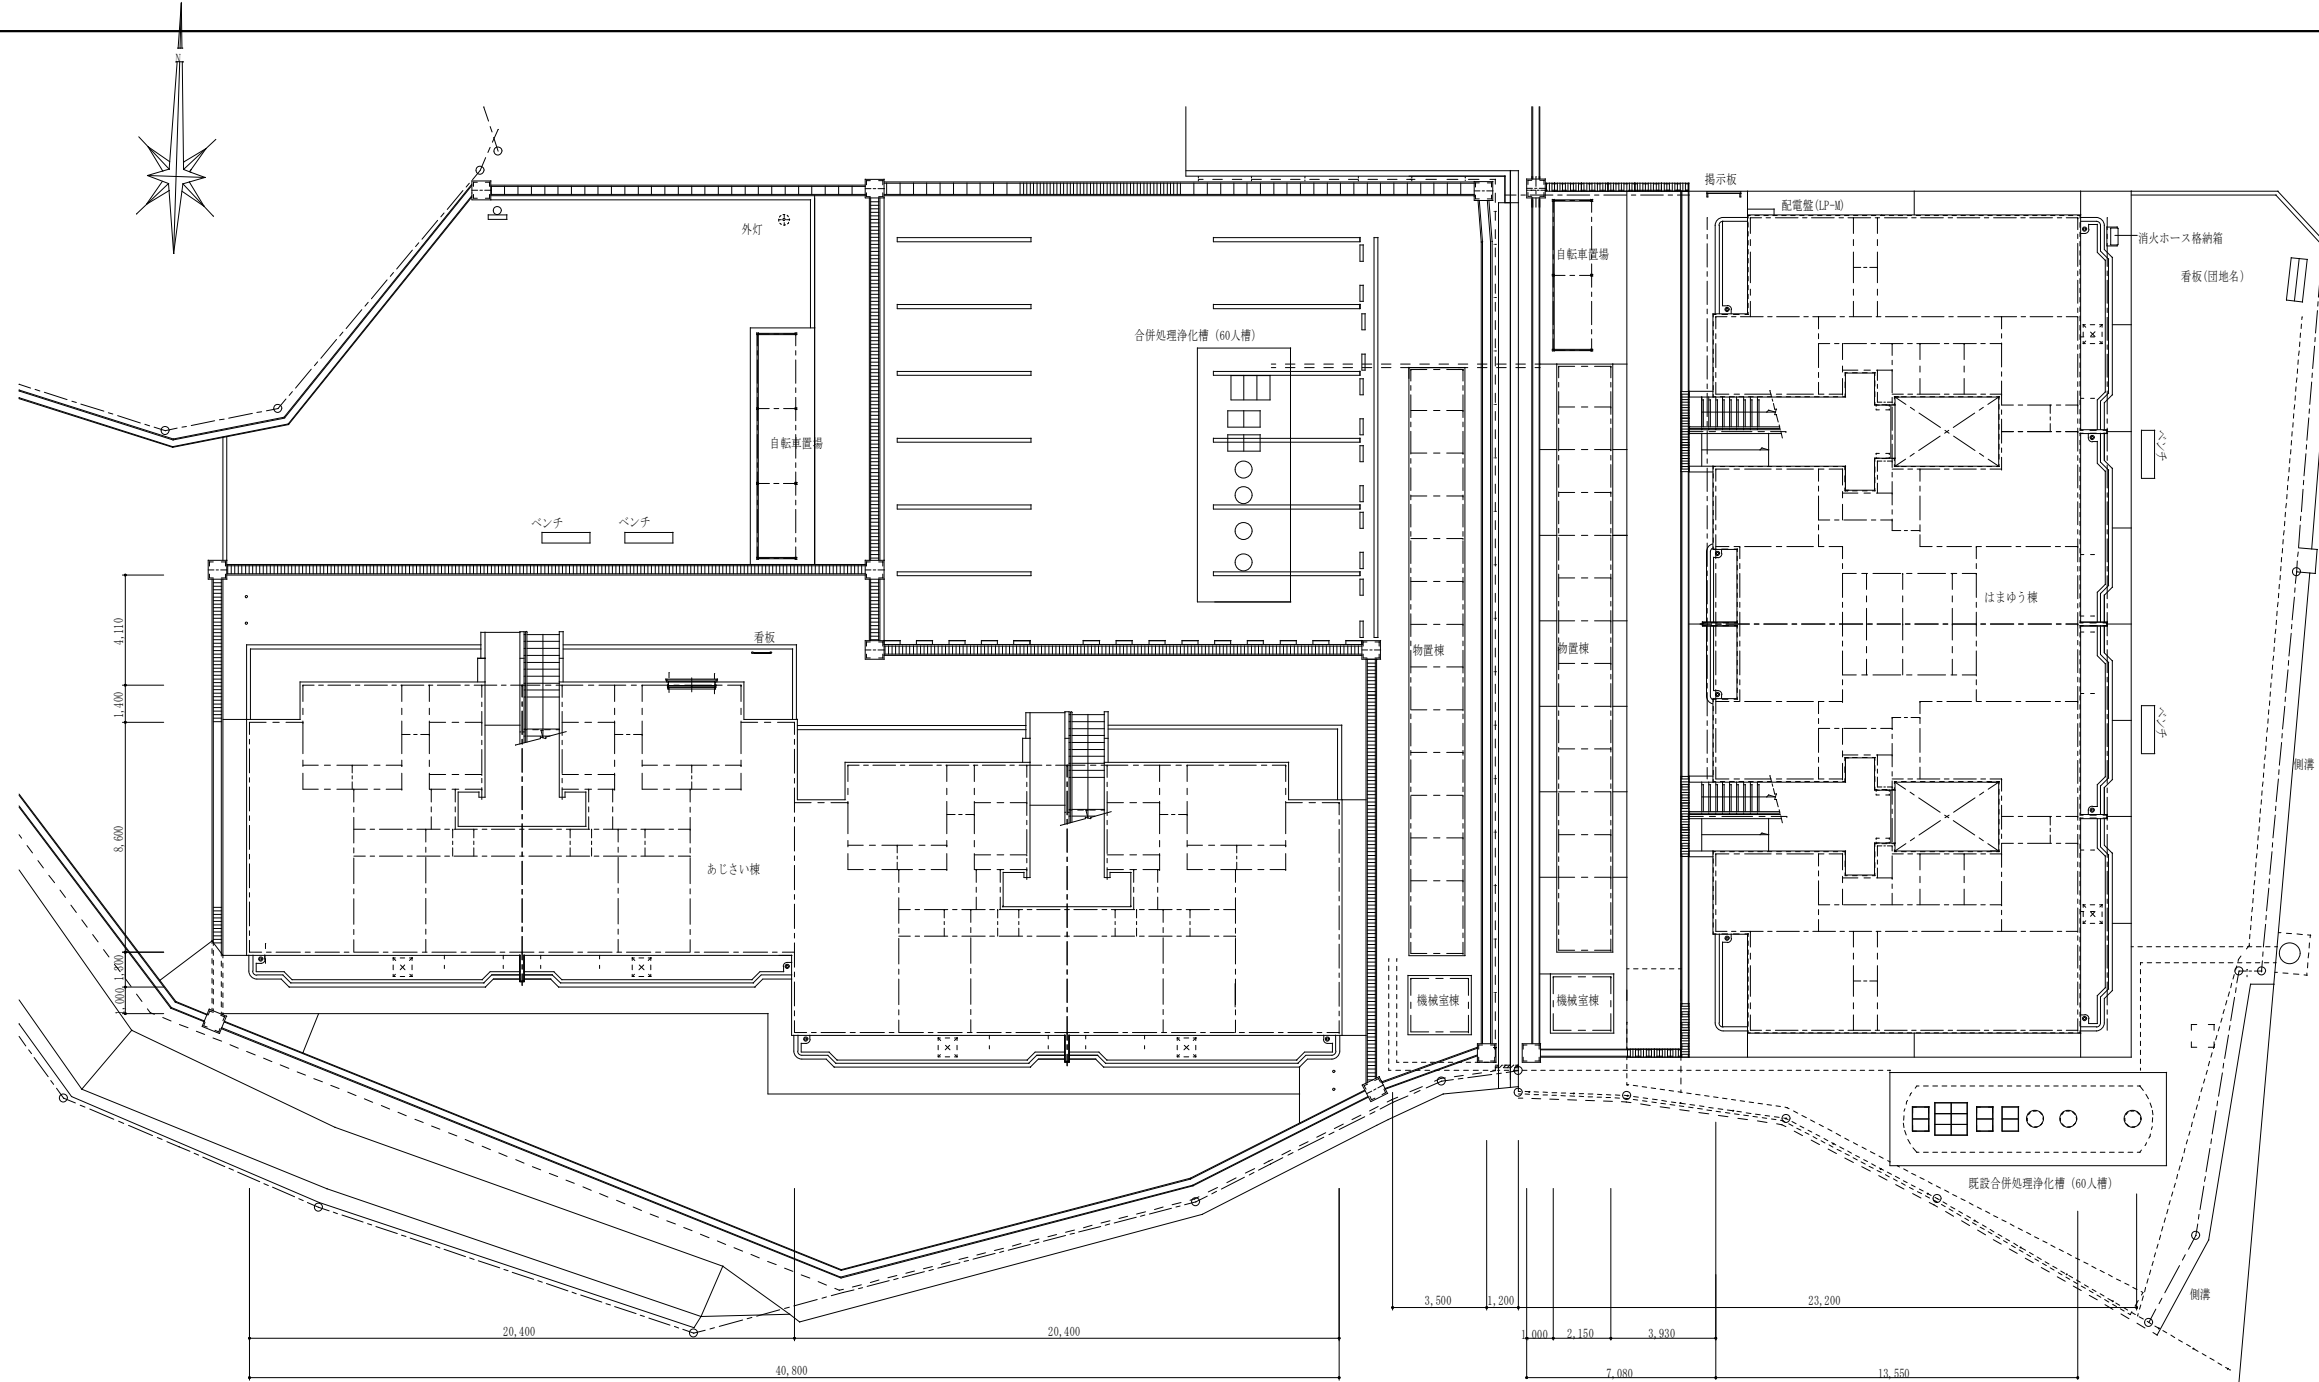 N
掲示板
配電盤(LP-M)
外灯
消火ホース格納箱
自転車置場
看板(団地名)
合併処理浄化槽 (60人槽)
自転車置場
ベンチ
ベンチ
ベンチ
はまゆう棟
4,110
看板
物置棟
物置棟
1,400
ベンチ
側溝
8,600
あじさい棟
1,300
1,000
機械室棟
機械室棟
既設合併処理浄化槽 (60人槽)
側溝
3,500
1,200
23,200
20,400
20,400
1,000
2,150
3,930
40,800
7,080
13,550